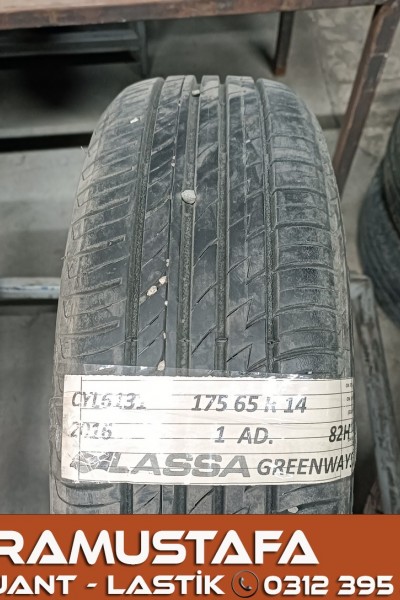 CYL6131 175 65 R 14
2016 1 AD. 82H
LASSA GREENWAYS
RAMUSTAFA
JANT - LASTİK 0312 395